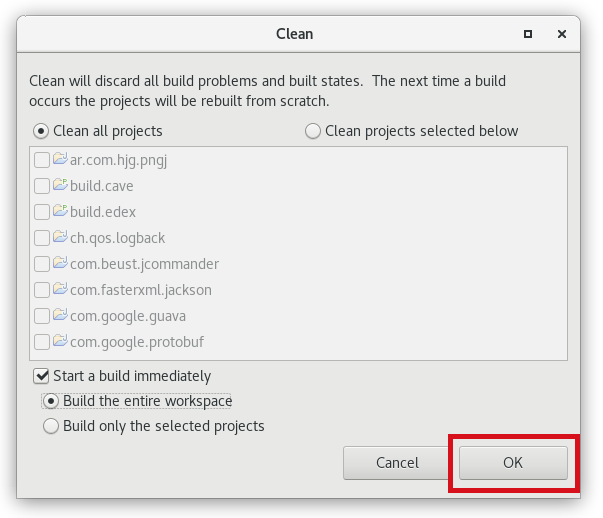 Clean
Clean will discard all build problems and built states.  The next time a build
occurs the projects will be rebuilt from scratch.
Clean all projects
Clean projects selected below
ar.com.hjg.pngj
build.cave
build.edex
ch.qos.logback
com.beust.jcommander
com.fasterxml.jackson
com.google.guava
com.google.protobuf
Start a build immediately
Build the entire workspace
Build only the selected projects
Cancel
OK